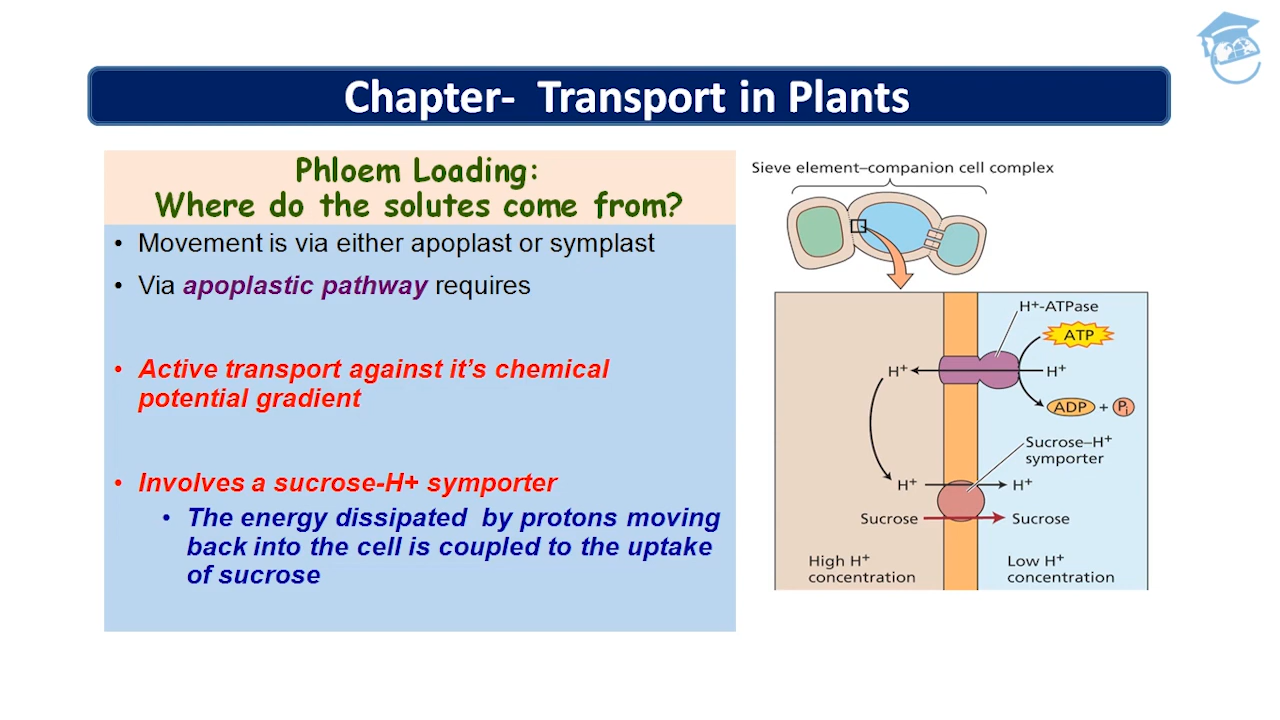 Chapter-  Transport in Plants
Phloem Loading:
Where do the solutes come from?
• Movement is via either apoplast or symplast
• Via apoplastic pathway requires
• Active transport against it's chemical
potential gradient
• Involves a sucrose-H+ symporter
• The energy dissipated  by protons moving
back into the cell is coupled to the uptake
of sucrose
Sieve element–companion cell complex
H⁺-ATPase
ATP
H⁺
H⁺
ADP + Pᵢ
Sucrose–H⁺
symporter
H⁺
H⁺
Sucrose
Sucrose
High H⁺
concentration
Low H⁺
concentration